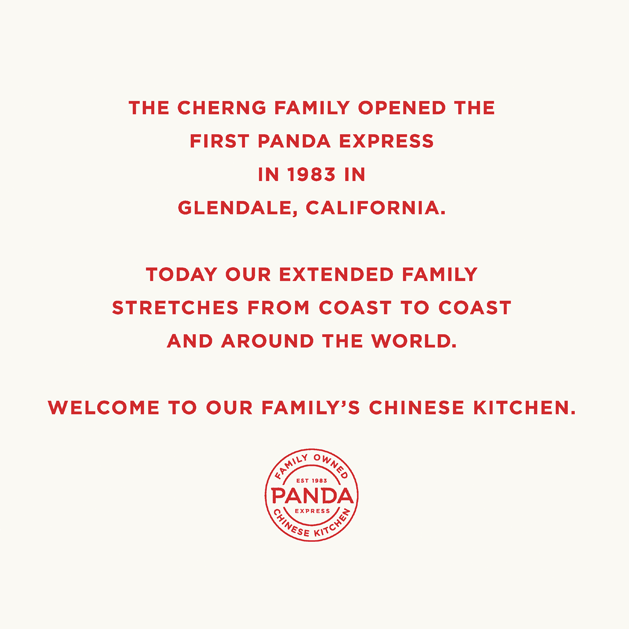 THE CHERNG FAMILY OPENED THE
FIRST PANDA EXPRESS
IN 1983 IN
GLENDALE, CALIFORNIA.
TODAY OUR EXTENDED FAMILY
STRETCHES FROM COAST TO COAST
AND AROUND THE WORLD.
WELCOME TO OUR FAMILY’S CHINESE KITCHEN.
FAMILY OWNED
EST 1983
PANDA
EXPRESS
CHINESE KITCHEN